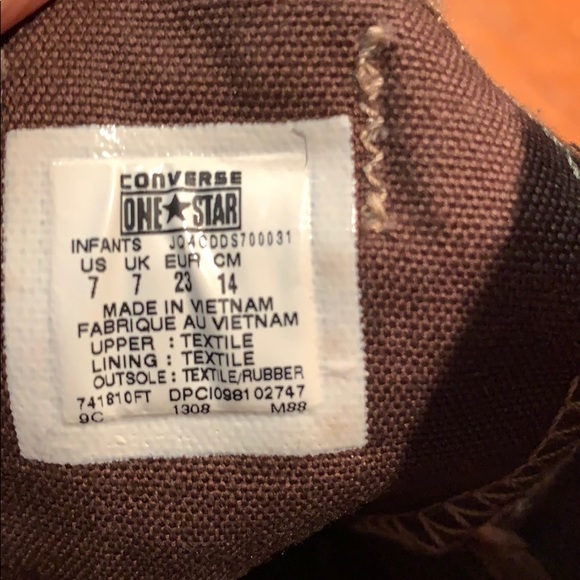 CONVERSE
ONE★STAR
INFANTS JQ4CDDS700031
US UK EUR CM
7 7 23 14
MADE IN VIETNAM
FABRIQUE AU VIETNAM
UPPER : TEXTILE
LINING : TEXTILE
OUTSOLE : TEXTILE/RUBBER
741810FT DPCI098102747
9C 1308 M88